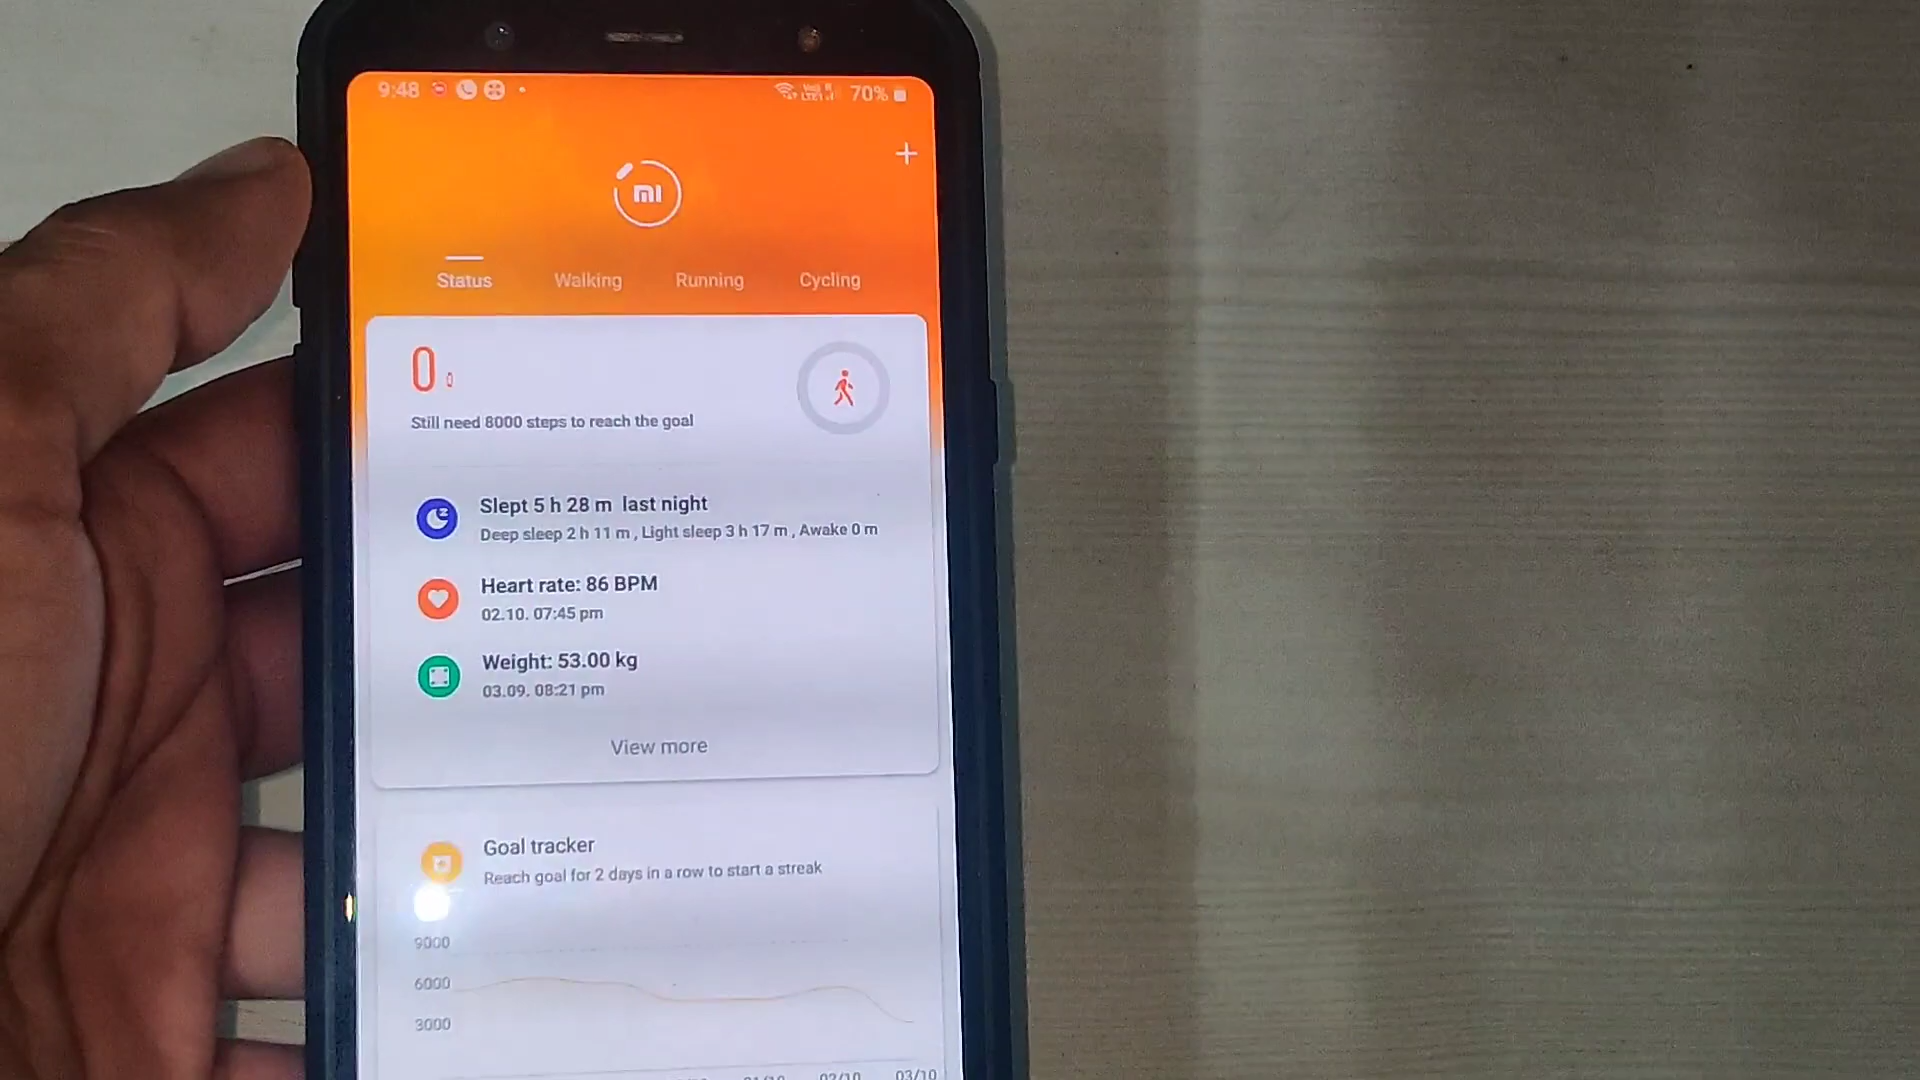 9:48 70%
+
mi
Status Walking Running Cycling
0
Still need 8000 steps to reach the goal
Slept 5 h 28 m last night
Deep sleep 2 h 11 m , Light sleep 3 h 17 m , Awake 0 m
Heart rate: 86 BPM
02.10. 07:45 pm
Weight: 53.00 kg
03.09. 08:21 pm
View more
Goal tracker
Reach goal for 2 days in a row to start a streak
9000
6000
3000
02/10 03/10